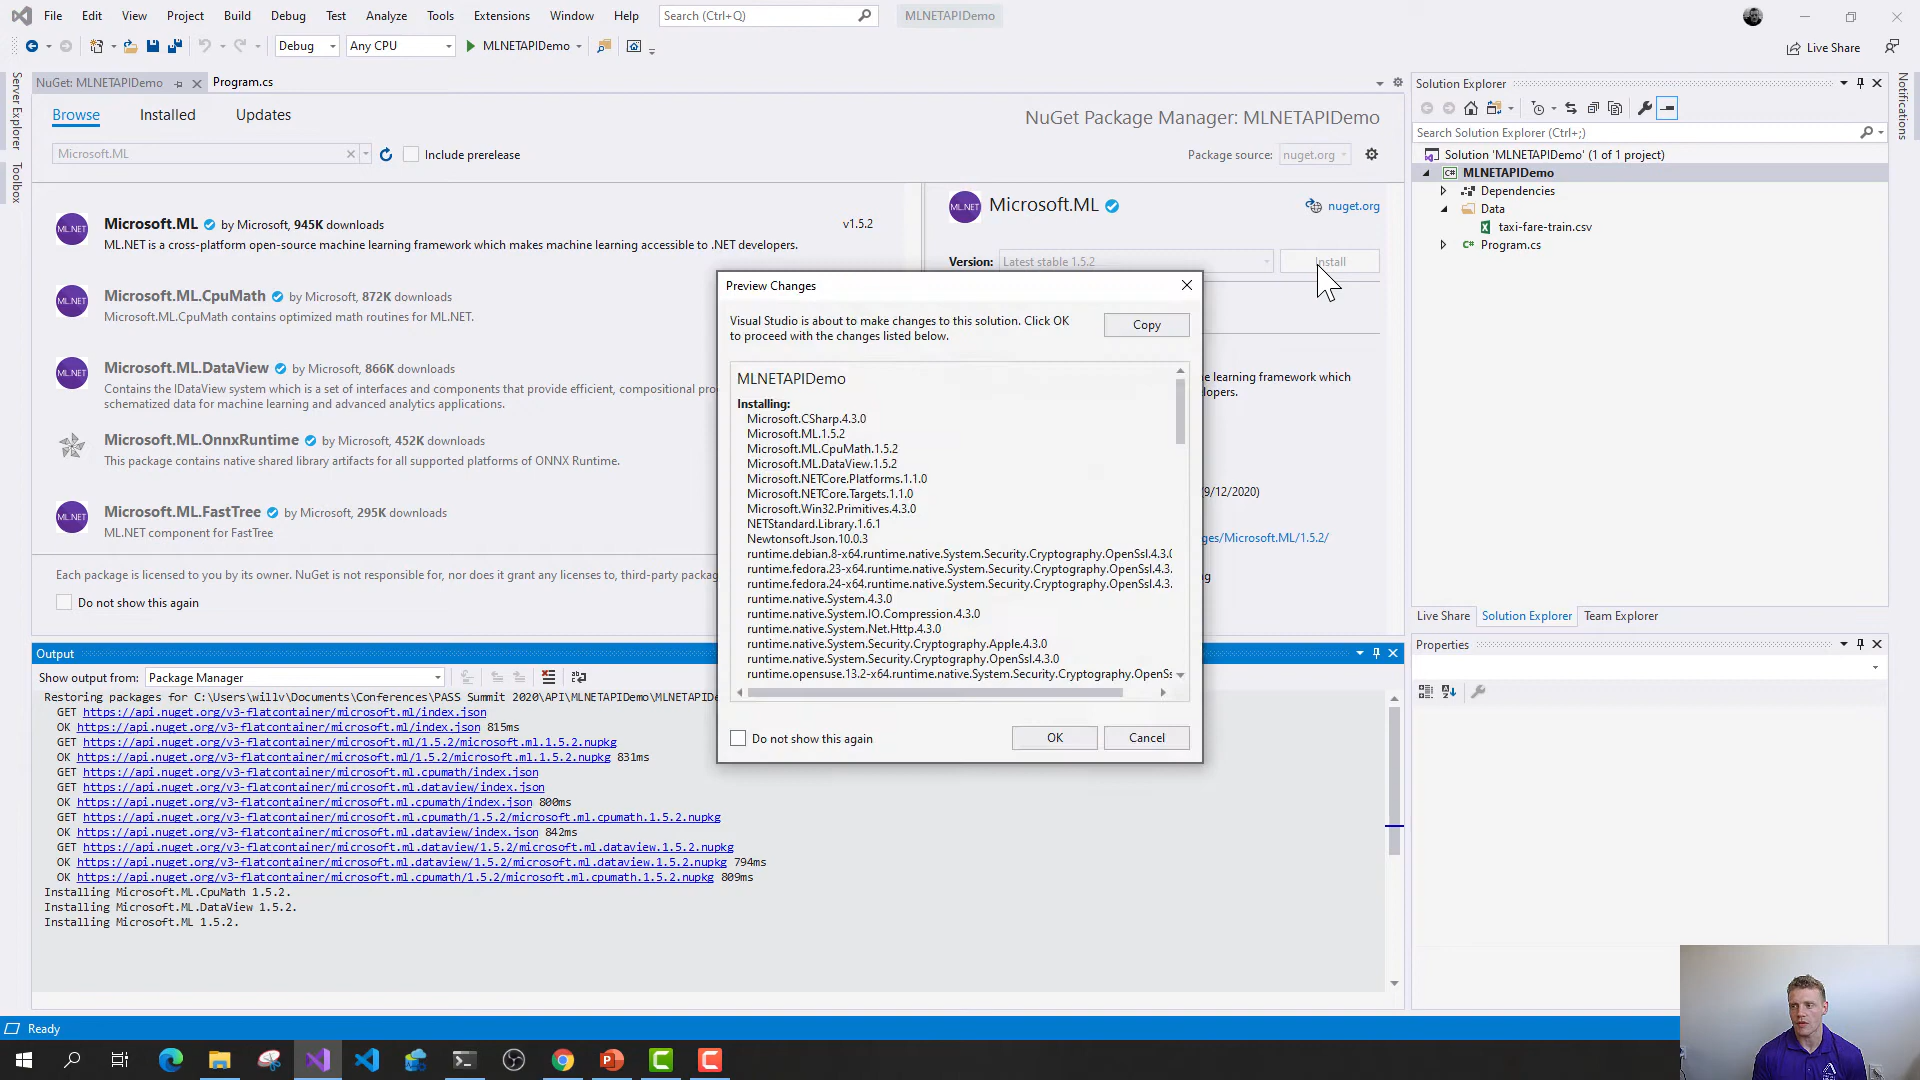 File Edit View Project Build Debug Test Analyze Tools Extensions Window Help Search (Ctrl+Q) MLNETAPIDemo
Debug Any CPU MLNETAPIDemo Live Share
Server Explorer
Toolbox
NuGet: MLNETAPIDemo Program.cs
Browse Installed Updates NuGet Package Manager: MLNETAPIDemo
Microsoft.ML Include prerelease Package source: nuget.org
ML.NET Microsoft.ML by Microsoft, 945K downloads v1.5.2
ML.NET is a cross-platform open-source machine learning framework which makes machine learning accessible to .NET developers.
ML.NET Microsoft.ML.CpuMath by Microsoft, 872K downloads
Microsoft.ML.CpuMath contains optimized math routines for ML.NET.
ML.NET Microsoft.ML.DataView by Microsoft, 866K downloads
Contains the IDataView system which is a set of interfaces and components that provide efficient, compositional pro
schematized data for machine learning and advanced analytics applications.
Microsoft.ML.OnnxRuntime by Microsoft, 452K downloads
This package contains native shared library artifacts for all supported platforms of ONNX Runtime.
ML.NET Microsoft.ML.FastTree by Microsoft, 295K downloads
ML.NET component for FastTree
Each package is licensed to you by its owner. NuGet is not responsible for, nor does it grant any licenses to, third-party
Do not show this again
ML.NET Microsoft.ML nuget.org
Version: Latest stable 1.5.2 Install
e learning framework which
lopers.
(9/12/2020)
ges/Microsoft.ML/1.5.2/
ng
Preview Changes
Visual Studio is about to make changes to this solution. Click OK
to proceed with the changes listed below.
Copy
MLNETAPIDemo
Installing:
Microsoft.CSharp.4.3.0
Microsoft.ML.1.5.2
Microsoft.ML.CpuMath.1.5.2
Microsoft.ML.DataView.1.5.2
Microsoft.NETCore.Platforms.1.1.0
Microsoft.NETCore.Targets.1.1.0
Microsoft.Win32.Primitives.4.3.0
NETStandard.Library.1.6.1
Newtonsoft.Json.10.0.3
runtime.debian.8-x64.runtime.native.System.Security.Cryptography.OpenSsl.4.3.0
runtime.fedora.23-x64.runtime.native.System.Security.Cryptography.OpenSsl.4.3.
runtime.fedora.24-x64.runtime.native.System.Security.Cryptography.OpenSsl.4.3.
runtime.native.System.4.3.0
runtime.native.System.IO.Compression.4.3.0
runtime.native.System.Net.Http.4.3.0
runtime.native.System.Security.Cryptography.Apple.4.3.0
runtime.native.System.Security.Cryptography.OpenSsl.4.3.0
runtime.opensuse.13.2-x64.runtime.native.System.Security.Cryptography.OpenSs
Do not show this again OK Cancel
Output
Show output from: Package Manager
Restoring packages for C:\Users\willv\Documents\Conferences\PASS Summit 2020\API\MLNETAPIDemo\MLNETAPIDe
GET https://api.nuget.org/v3-flatcontainer/microsoft.ml/index.json
OK https://api.nuget.org/v3-flatcontainer/microsoft.ml/index.json 815ms
GET https://api.nuget.org/v3-flatcontainer/microsoft.ml/1.5.2/microsoft.ml.1.5.2.nupkg
OK https://api.nuget.org/v3-flatcontainer/microsoft.ml/1.5.2/microsoft.ml.1.5.2.nupkg 831ms
GET https://api.nuget.org/v3-flatcontainer/microsoft.ml.cpumath/index.json
GET https://api.nuget.org/v3-flatcontainer/microsoft.ml.dataview/index.json
OK https://api.nuget.org/v3-flatcontainer/microsoft.ml.cpumath/index.json 800ms
GET https://api.nuget.org/v3-flatcontainer/microsoft.ml.cpumath/1.5.2/microsoft.ml.cpumath.1.5.2.nupkg
OK https://api.nuget.org/v3-flatcontainer/microsoft.ml.dataview/index.json 842ms
GET https://api.nuget.org/v3-flatcontainer/microsoft.ml.dataview/1.5.2/microsoft.ml.dataview.1.5.2.nupkg
OK https://api.nuget.org/v3-flatcontainer/microsoft.ml.dataview/1.5.2/microsoft.ml.dataview.1.5.2.nupkg 794ms
OK https://api.nuget.org/v3-flatcontainer/microsoft.ml.cpumath/1.5.2/microsoft.ml.cpumath.1.5.2.nupkg 809ms
Installing Microsoft.ML.CpuMath 1.5.2.
Installing Microsoft.ML.DataView 1.5.2.
Installing Microsoft.ML 1.5.2.
Solution Explorer
Search Solution Explorer (Ctrl+;)
Solution 'MLNETAPIDemo' (1 of 1 project)
MLNETAPIDemo
Dependencies
Data
taxi-fare-train.csv
C# Program.cs
Live Share Solution Explorer Team Explorer
Properties
Notifications
Ready